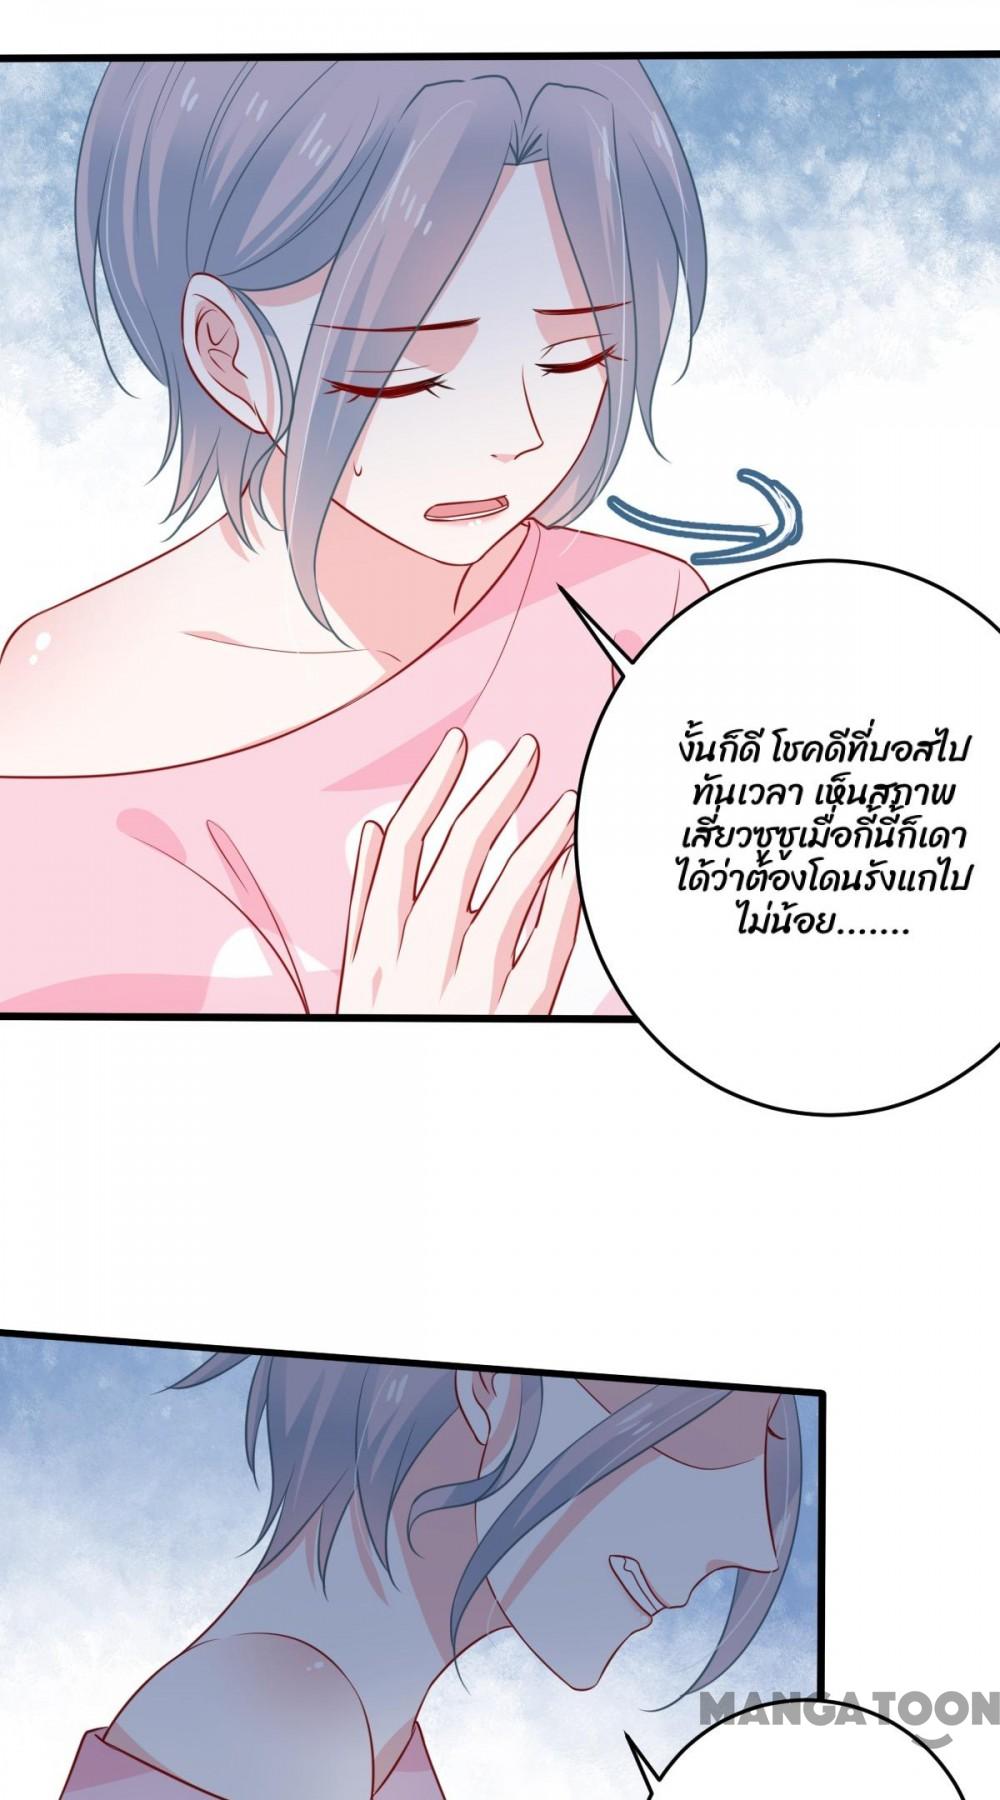 งั้นก็ดี โชคดีที่บอสไป
ทันเวลา เห็นสภาพ
เสี่ยวซูซูเมื่อกี้นี้ก็เดา
ได้ว่าต้องโดนรังแกไป
ไม่น้อย.......
MANGATOON